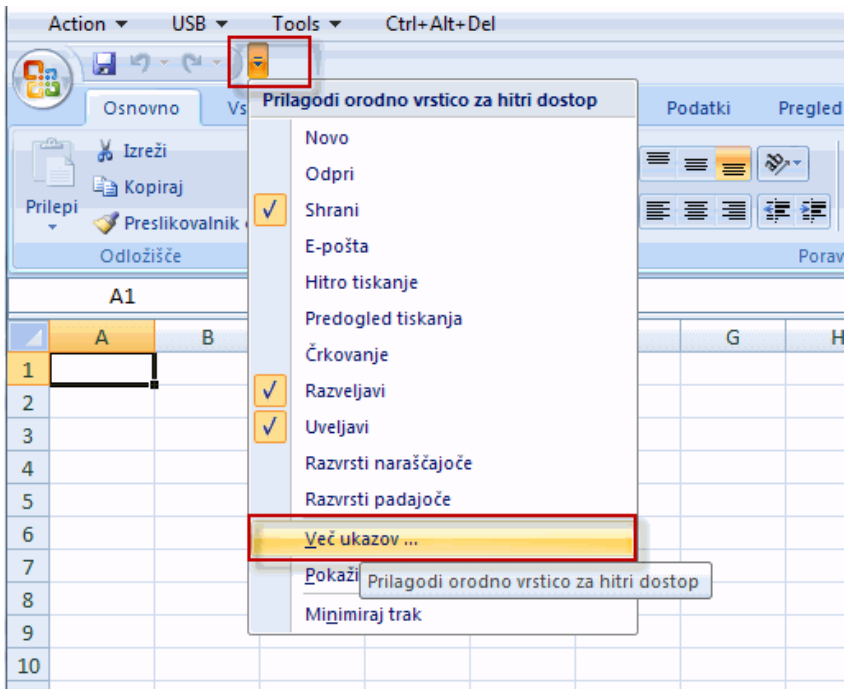 Action USB Tools Ctrl+Alt+Del
Osnovno Vs Podatki Pregled
Prilagodi orodno vrstico za hitri dostop
Prilepi
Izreži
Kopiraj
Preslikovalnik
Odložišče
Porav
Novo
Odpri
Shrani
E-pošta
Hitro tiskanje
Predogled tiskanja
Črkovanje
Razveljavi
Uveljavi
Razvrsti naraščajoče
Razvrsti padajoče
Več ukazov ...
Pokaži
Prilagodi orodno vrstico za hitri dostop
Minimiraj trak
A1
A B G H
1
2
3
4
5
6
7
8
9
10